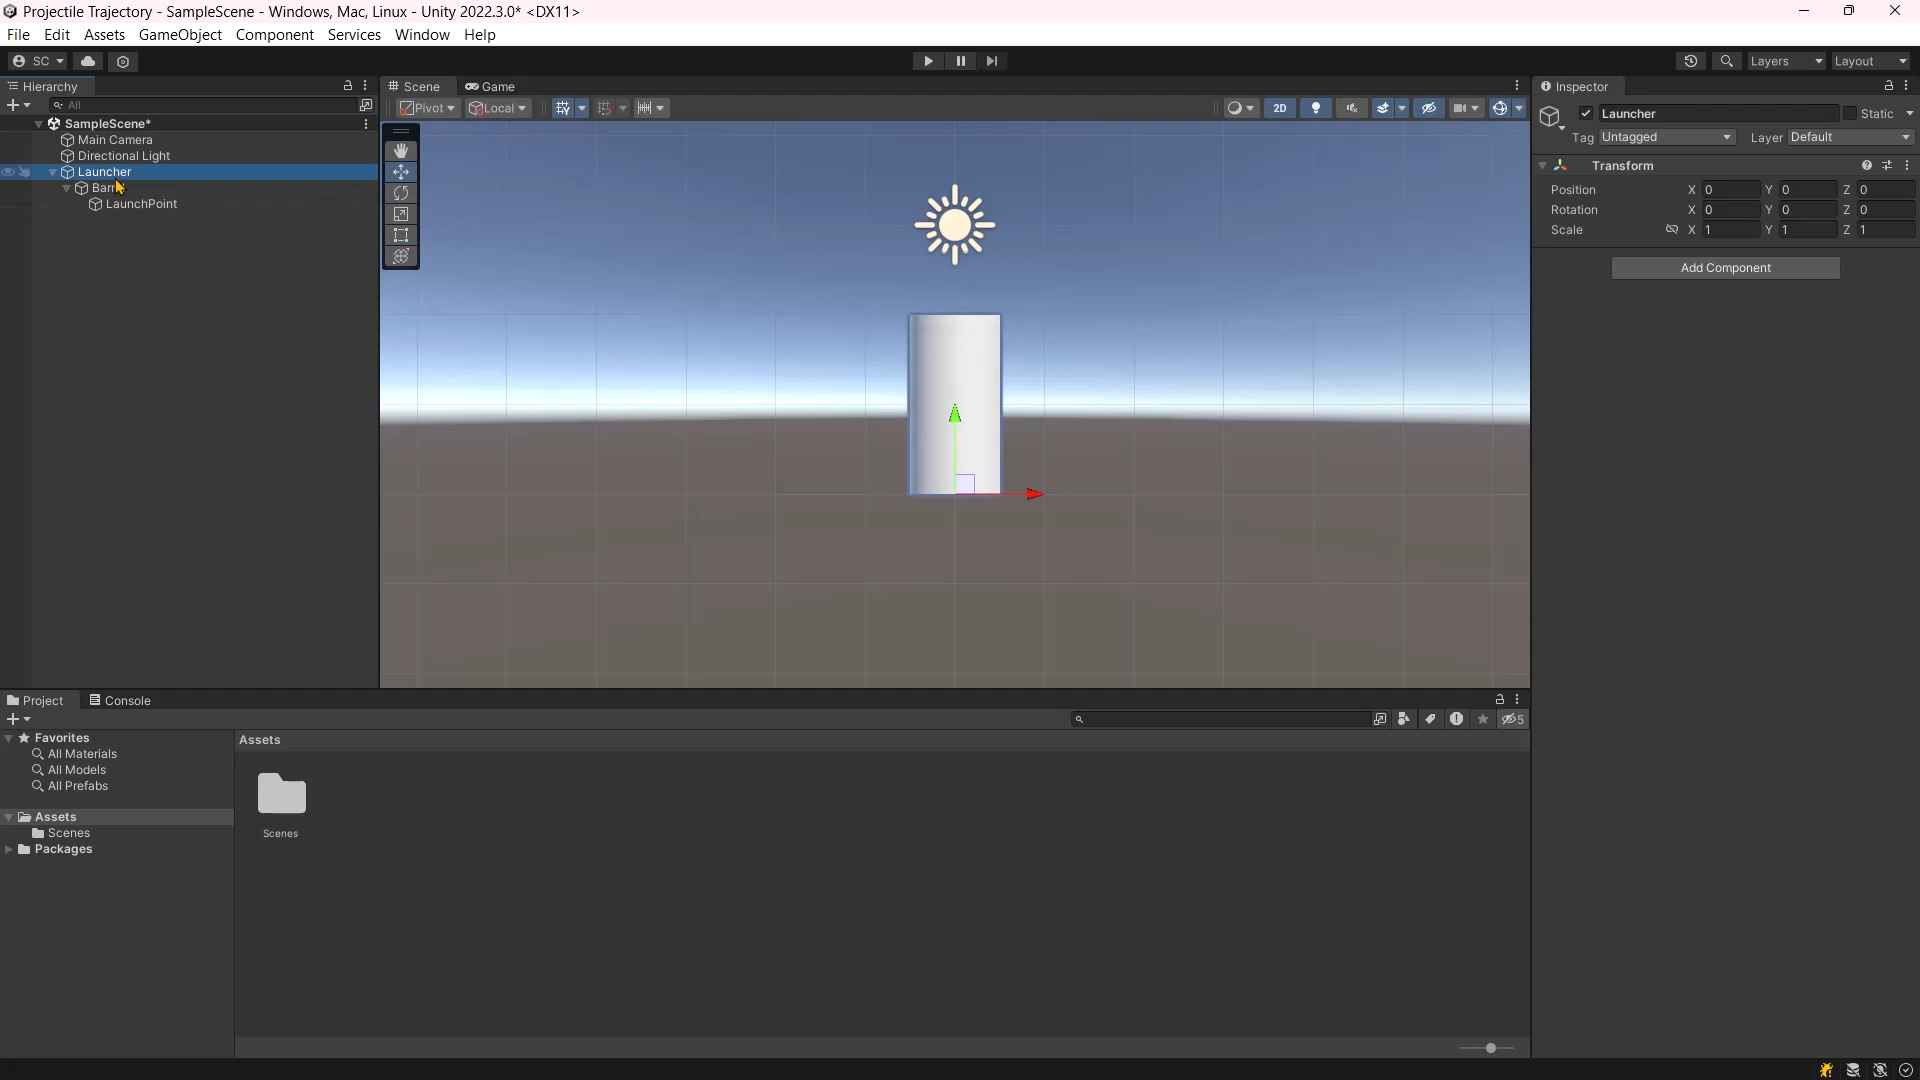 Projectile Trajectory - SampleScene - Windows, Mac, Linux - Unity 2022.3.0* <DX11>
File Edit Assets GameObject Component Services Window Help
SC
Layers
Layout
Hierarchy
All
SampleScene*
Main Camera
Directional Light
Launcher
LaunchPoint
Scene
Game
Pivot
Local
2D
Inspector
Launcher
Static
Tag Untagged
Layer Default
Transform
Position X 0 Y 0 Z 0
Rotation X 0 Y 0 Z 0
Scale X 1 Y 1 Z 1
Add Component
Project
Console
5
Favorites
All Materials
All Models
All Prefabs
Assets
Scenes
Packages
Assets
Scenes